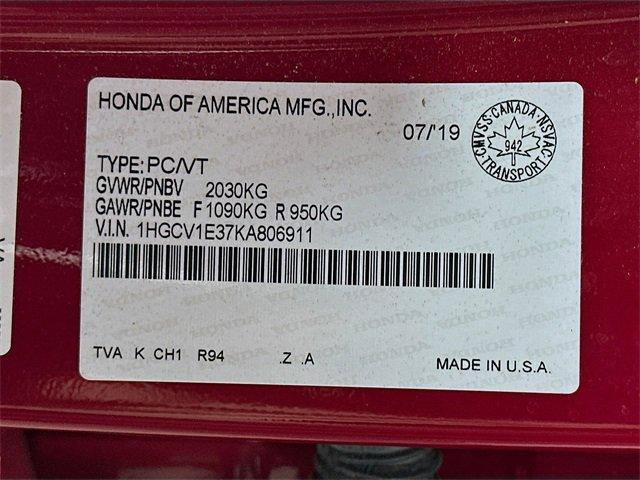 HONDA OF AMERICA MFG.,INC.
07/'19
CMVSS·CANADA·NSVAC
942
TRANSPORT
TYPE:PC/VT
GVWR/PNBV 2030KG
GAWR/PNBE F 1090KG R 950KG
V.I.N. 1HGCV1E37KA806911
TVA K CH1 R94 .Z .A
MADE IN U.S.A.